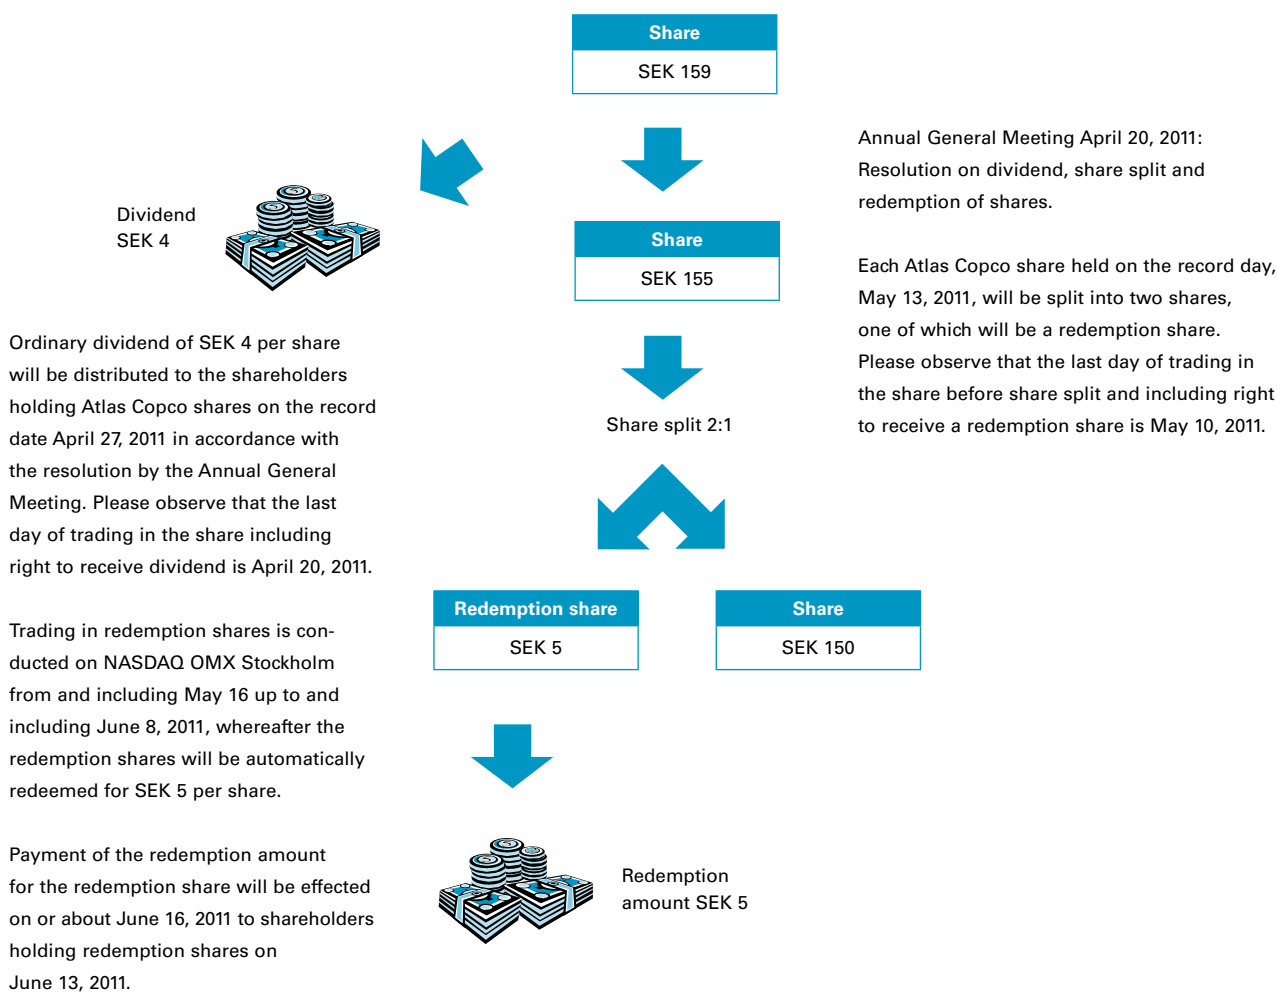 Share
SEK 159
Annual General Meeting April 20, 2011:
Resolution on dividend, share split and
redemption of shares.
Dividend
SEK 4
Share
SEK 155
Each Atlas Copco share held on the record day,
May 13, 2011, will be split into two shares,
one of which will be a redemption share.
Please observe that the last day of trading in
the share before share split and including right
to receive a redemption share is May 10, 2011.
Ordinary dividend of SEK 4 per share
will be distributed to the shareholders
holding Atlas Copco shares on the record
date April 27, 2011 in accordance with
the resolution by the Annual General
Meeting. Please observe that the last
day of trading in the share including
right to receive dividend is April 20, 2011.
Share split 2:1
Redemption share
SEK 5
Share
SEK 150
Trading in redemption shares is con-
ducted on NASDAQ OMX Stockholm
from and including May 16 up to and
including June 8, 2011, whereafter the
redemption shares will be automatically
redeemed for SEK 5 per share.
Payment of the redemption amount
for the redemption share will be effected
on or about June 16, 2011 to shareholders
holding redemption shares on
June 13, 2011.
Redemption
amount SEK 5